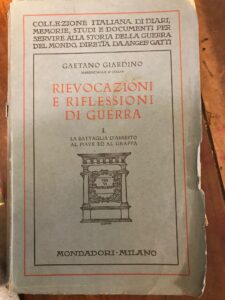 COLLEZIONE ITALIANA DI DIARI,
MEMORIE, STUDI E DOCUMENTI PER
SERVIRE ALLA STORIA DELLA GUERRA
DEL MONDO, DIRETTA DA ANGELO GATTI
GAETANO GIARDINO
MARESCIALLO D'ITALIA
RIEVOCAZIONI
E RIFLESSIONI
DI GUERRA
I.
LA BATTAGLIA D'ARRESTO
AL PIAVE ED AL GRAPPA
MONDADORI - MILANO